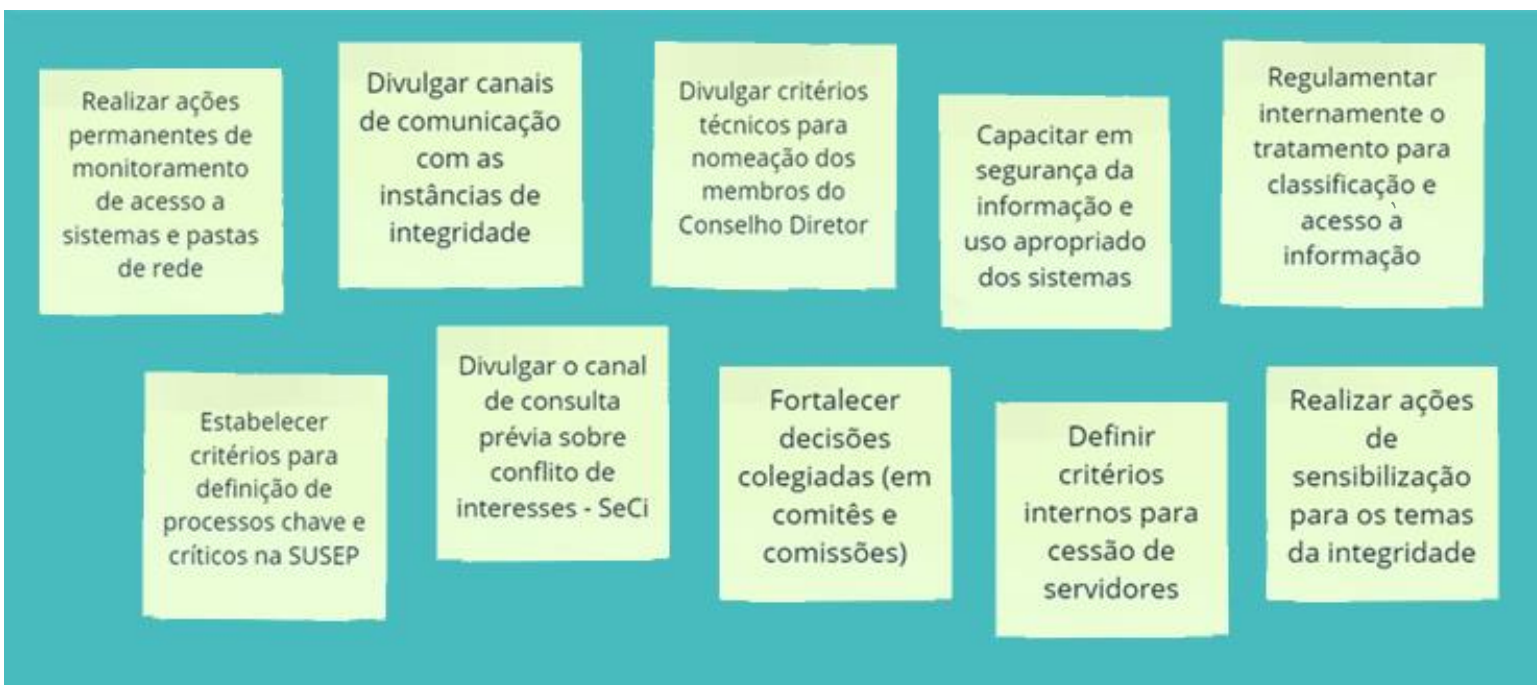 Realizar ações
permanentes de
monitoramento
de acesso a
sistemas e pastas
de rede
Divulgar canais
de comunicação
com as
instâncias de
integridade
Divulgar critérios
técnicos para
nomeação dos
membros do
Conselho Diretor
Capacitar em
segurança da
informação e
uso apropriado
dos sistemas
Regulamentar
internamente o
tratamento para
classificação e
acesso a
informação
Estabelecer
critérios para
definição de
processos chave e
críticos na SUSEP
Divulgar o canal
de consulta
prévia sobre
conflito de
interesses - SeCi
Fortalecer
decisões
colegiadas (em
comitês e
comissões)
Definir
critérios
internos para
cessão de
servidores
Realizar ações
de
sensibilização
para os temas
da integridade